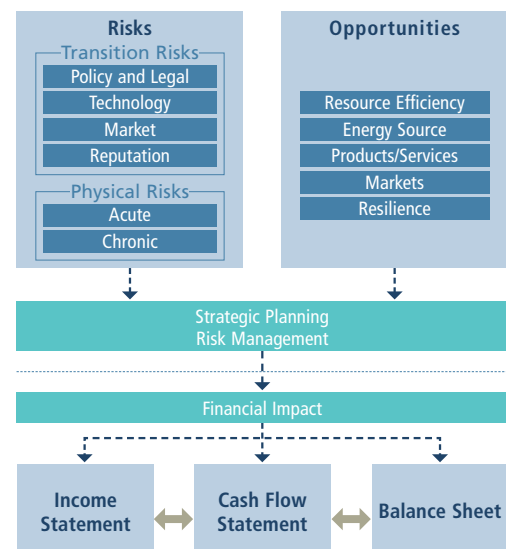 Risks
Transition Risks
Policy and Legal
Technology
Market
Reputation
Physical Risks
Acute
Chronic
Opportunities
Resource Efficiency
Energy Source
Products/Services
Markets
Resilience
Strategic Planning
Risk Management
Financial Impact
Income
Statement
Cash Flow
Statement
Balance Sheet